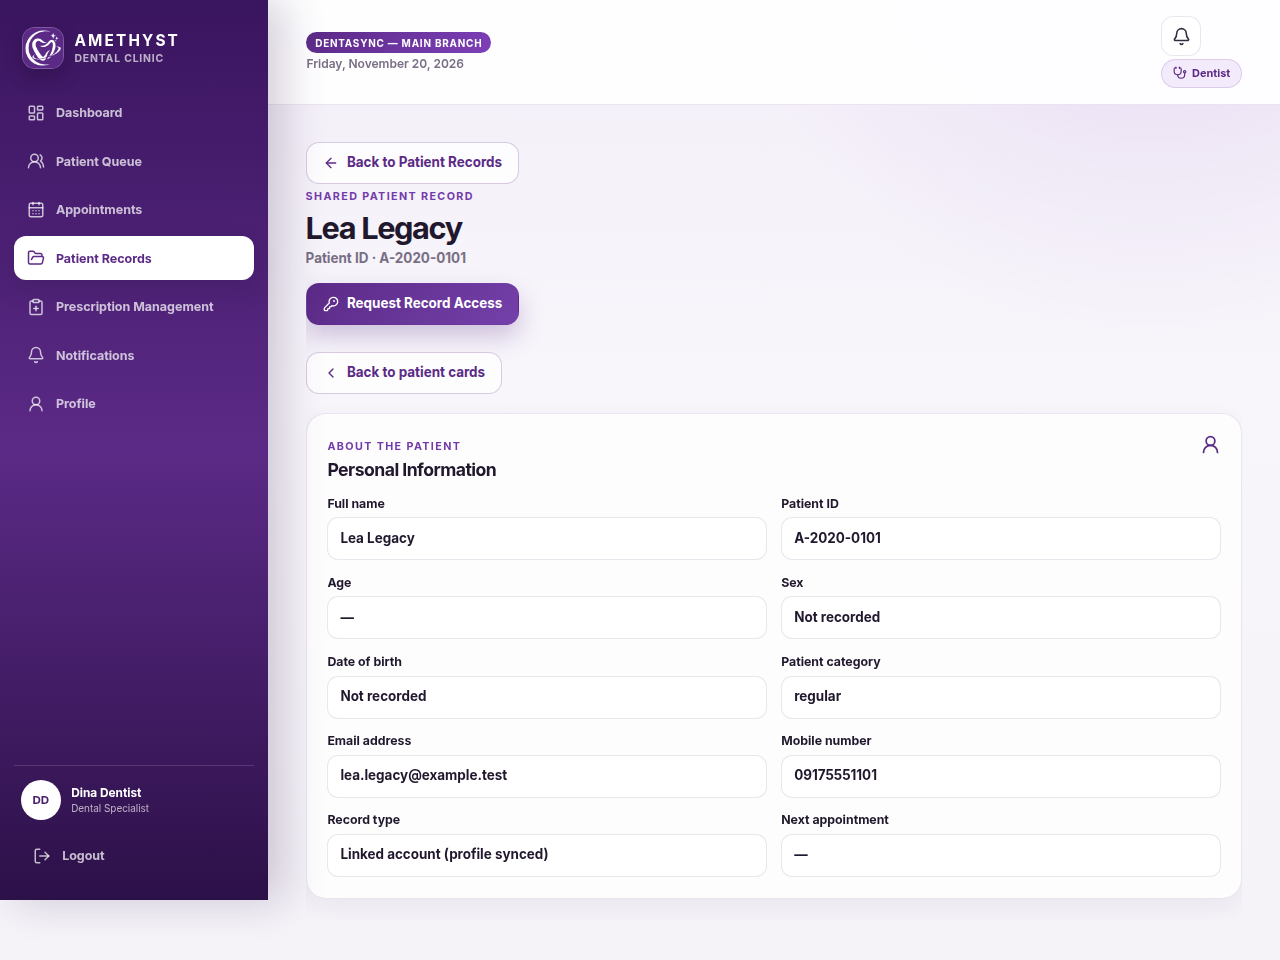 AMETHYST
DENTAL CLINIC
Dashboard
Patient Queue
Appointments
Patient Records
Prescription Management
Notifications
Profile
DD
Dina Dentist
Dental Specialist
Logout
DENTASYNC — MAIN BRANCH
Friday, November 20, 2026
Dentist
Back to Patient Records
SHARED PATIENT RECORD
Lea Legacy
Patient ID · A-2020-0101
Request Record Access
Back to patient cards
ABOUT THE PATIENT
Personal Information
Full name
Lea Legacy
Patient ID
A-2020-0101
Age
—
Sex
Not recorded
Date of birth
Not recorded
Patient category
regular
Email address
lea.legacy@example.test
Mobile number
09175551101
Record type
Linked account (profile synced)
Next appointment
—